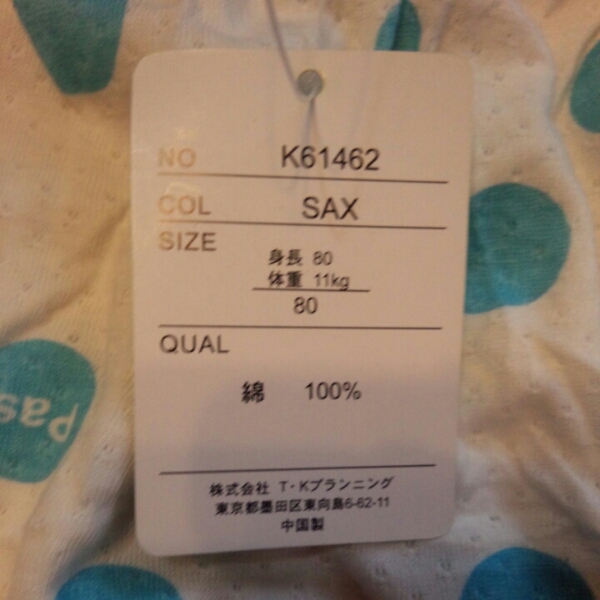 NO K61462
COL SAX
SIZE
身長 80
体重 11kg
80
QUAL
綿 100%
株式会社 T・Kプランニング
東京都墨田区東向島6-62-11
中国製
Pas